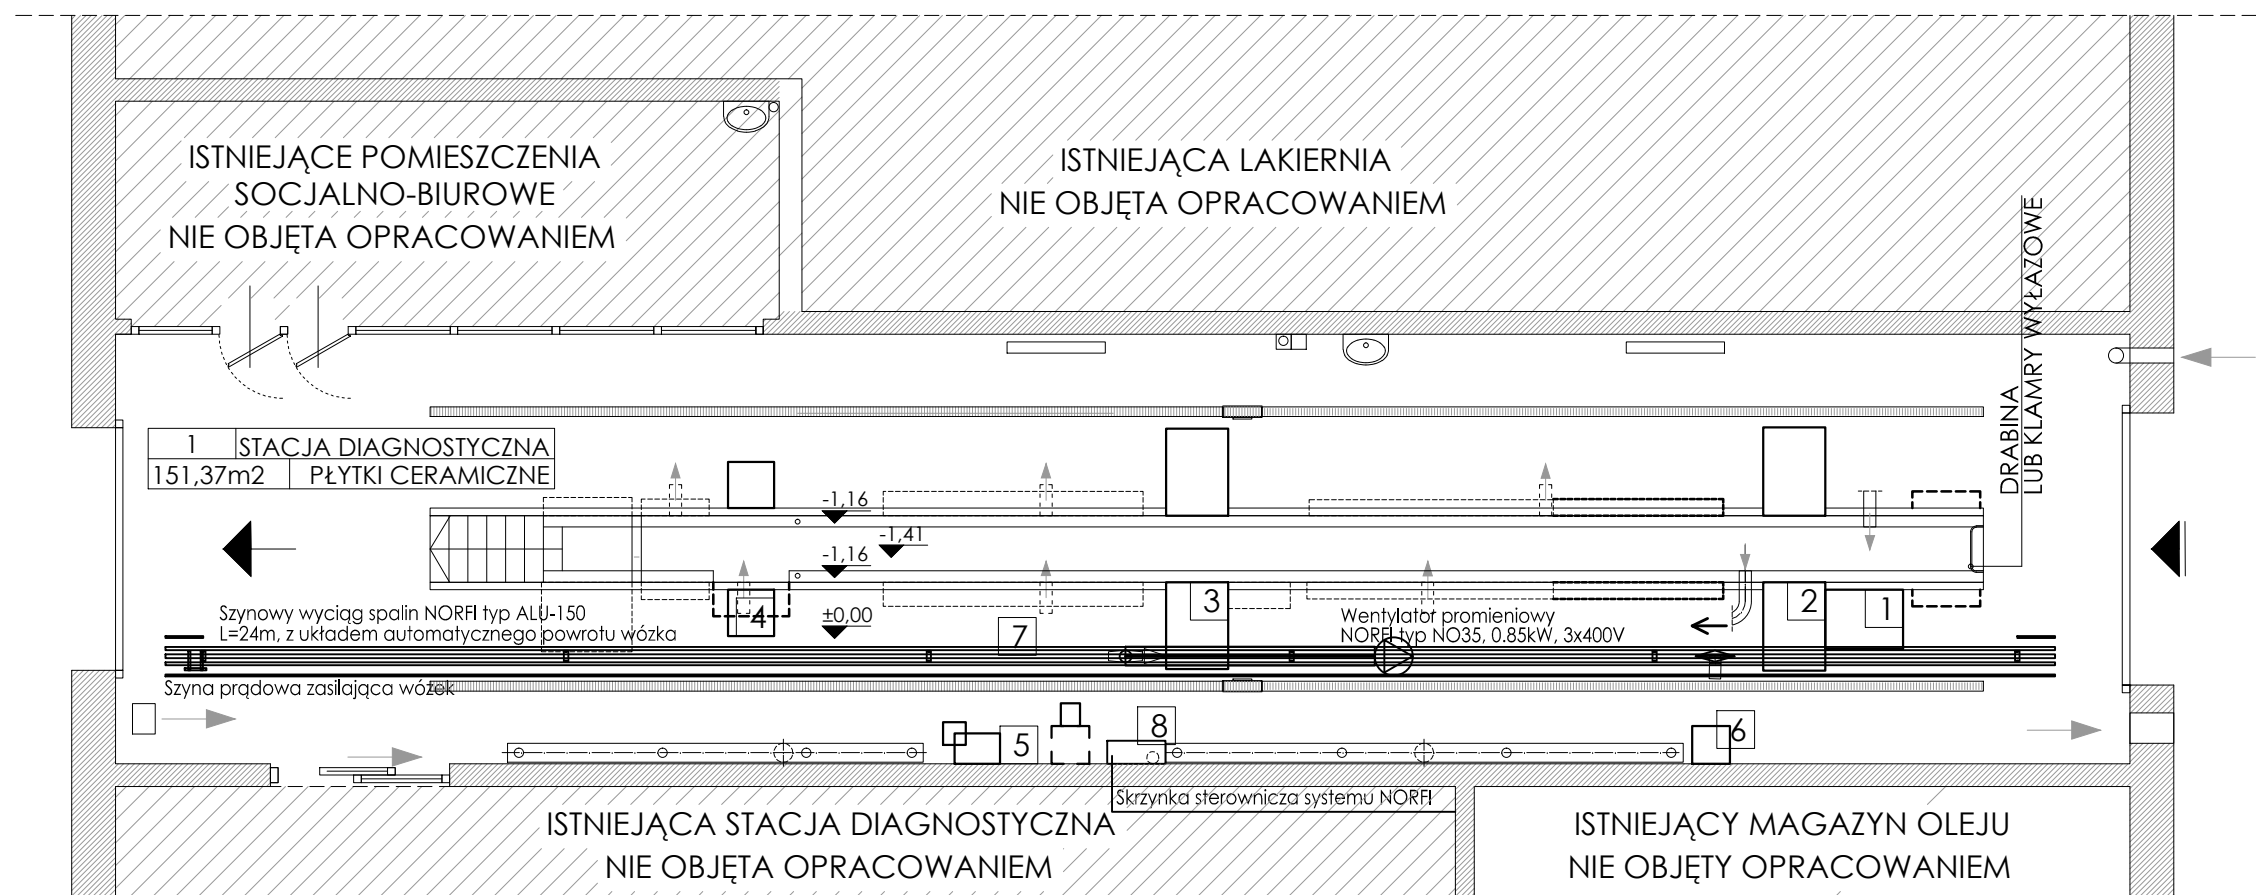 ISTNIEJĄCE POMIESZCZENIA
SOCJALNO-BIUROWE
NIE OBJĘTA OPRACOWANIEM
ISTNIEJĄCA LAKIERNIA
NIE OBJĘTA OPRACOWANIEM
DRABINA
LUB KLAMRY WYŁAZOWE
1 STACJA DIAGNOSTYCZNA
151,37m2 PŁYTKI CERAMICZNE
-1,16
-1,41
-1,16
±0,00
Szynowy wyciąg spalin NORFI typ ALU-150
L=24m, z układem automatycznego powrotu wózka
4
7
3
Wentylator promieniowy
NORFI typ NO35, 0.85kW, 3x400V
2
1
Szyna prądowa zasilająca wózek
5
8
6
Skrzynka sterownicza systemu NORFI
ISTNIEJĄCA STACJA DIAGNOSTYCZNA
NIE OBJĘTA OPRACOWANIEM
ISTNIEJĄCY MAGAZYN OLEJU
NIE OBJĘTY OPRACOWANIEM